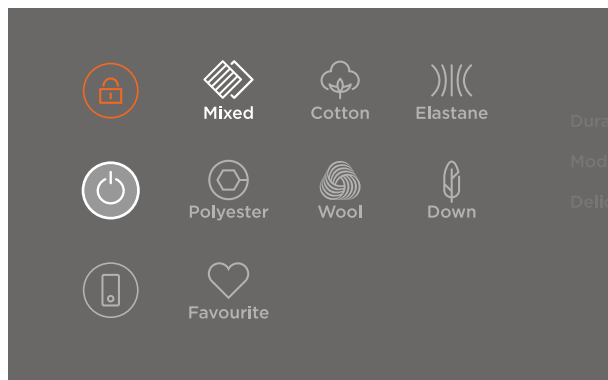 Mixed
Cotton
Elastane
Polyester
Wool
Down
Favourite